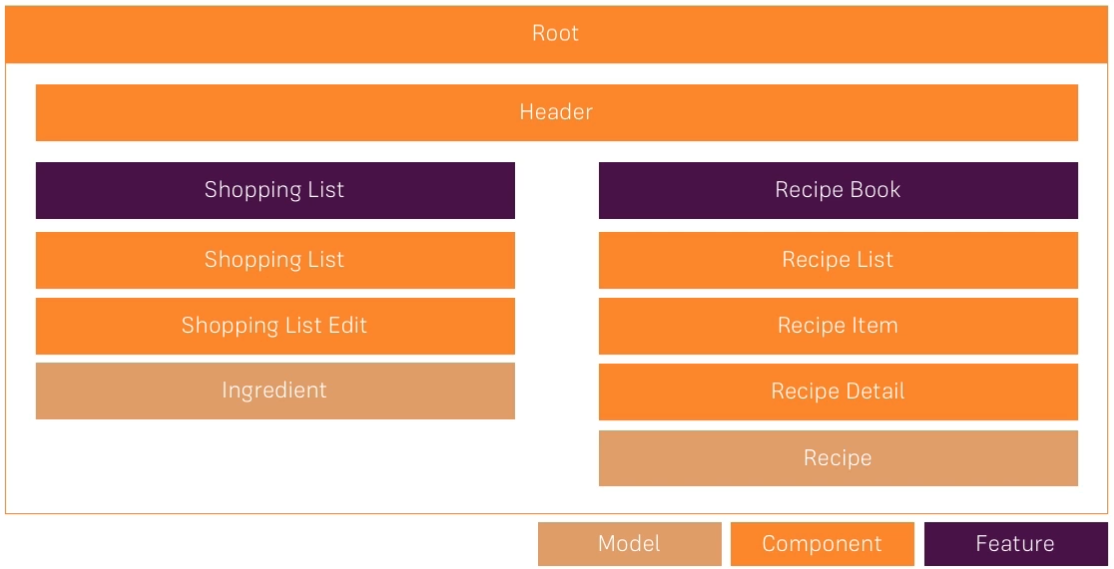 Root
Header
Shopping List
Recipe Book
Shopping List
Recipe List
Shopping List Edit
Recipe Item
Ingredient
Recipe Detail
Recipe
Model
Component
Feature